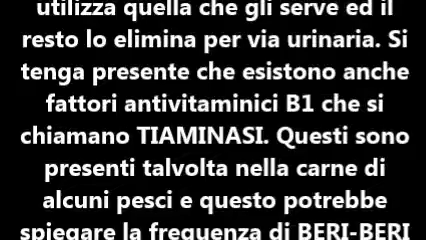 utilizza quella che gli serve ed il
resto lo elimina per via urinaria. Si
tenga presente che esistono anche
fattori antivitaminici B1 che si
chiamano TIAMINASI. Questi sono
presenti talvolta nella carne di
alcuni pesci e questo potrebbe
spiegare la frequenza di BERI-BERI